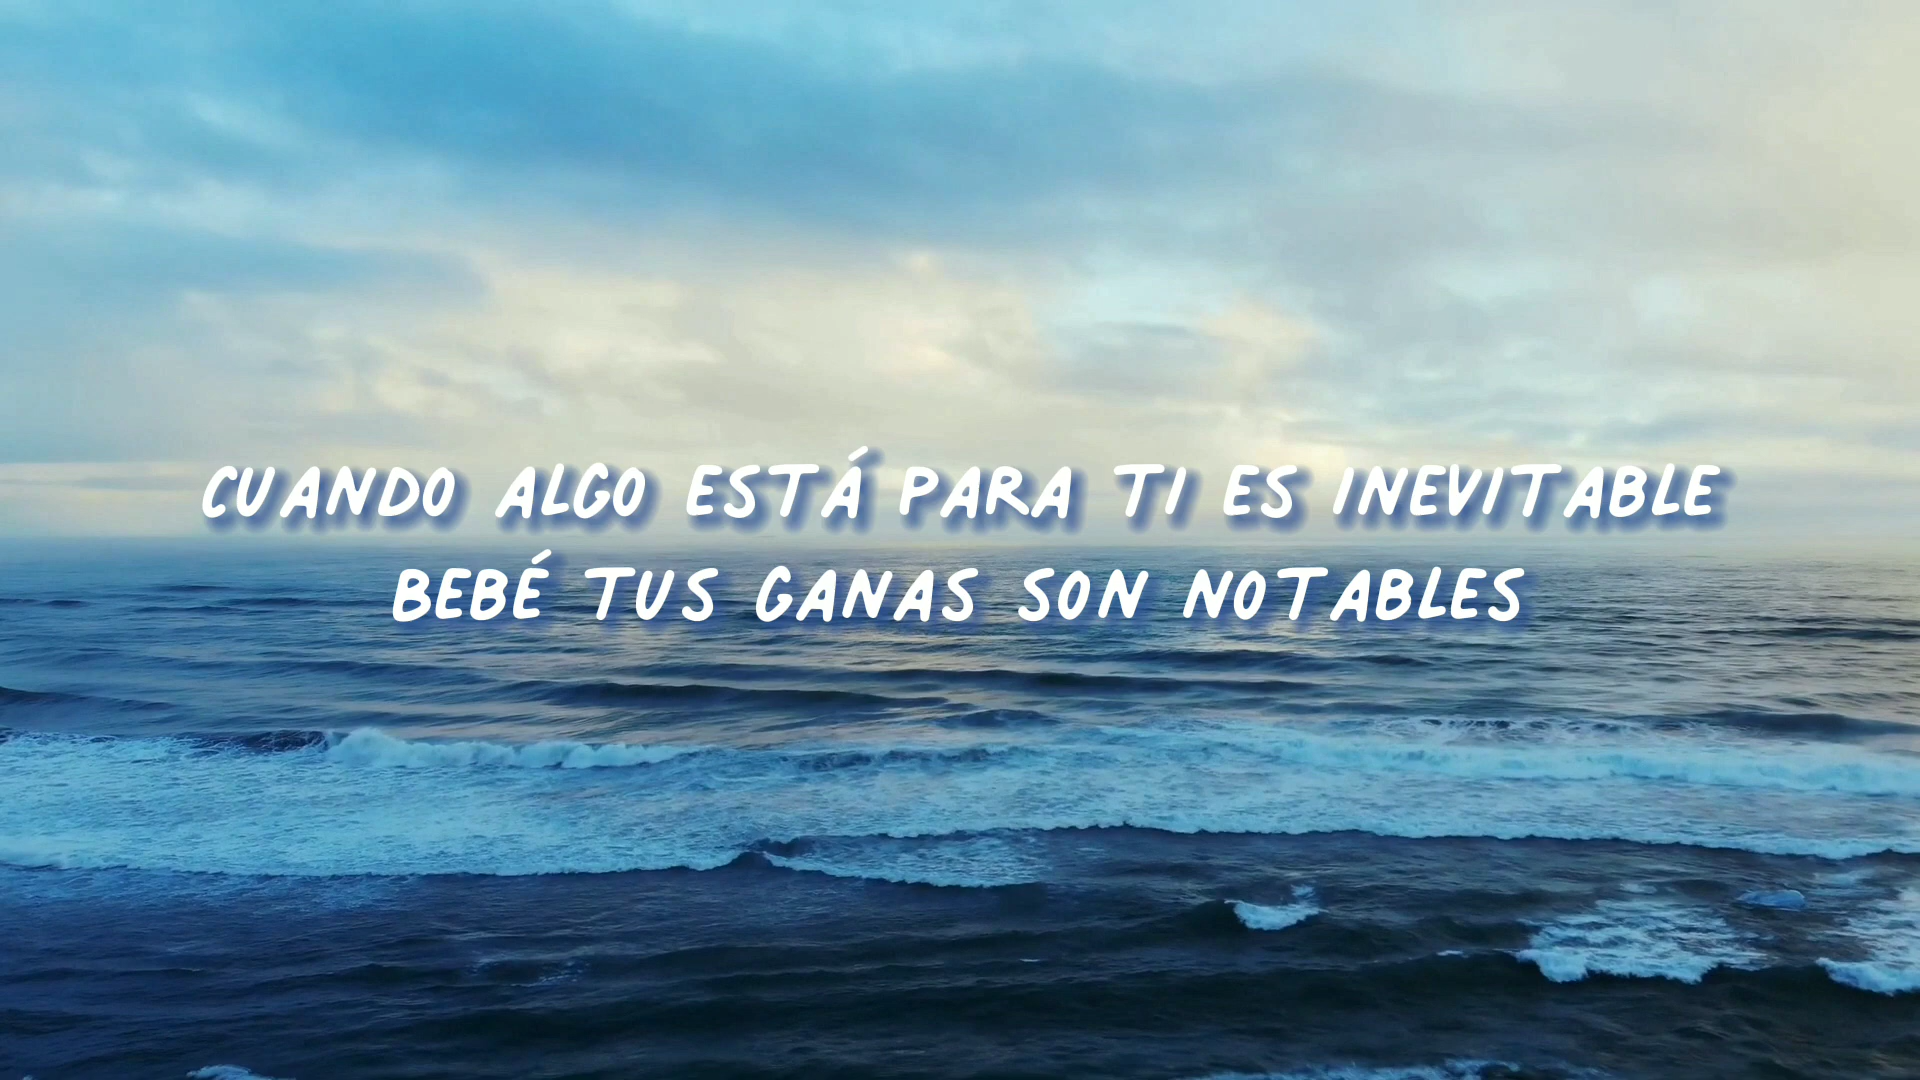 CUANDO ALGO ESTÁ PARA TI ES INEVITABLE
BEBÉ TUS GANAS SON NOTABLES